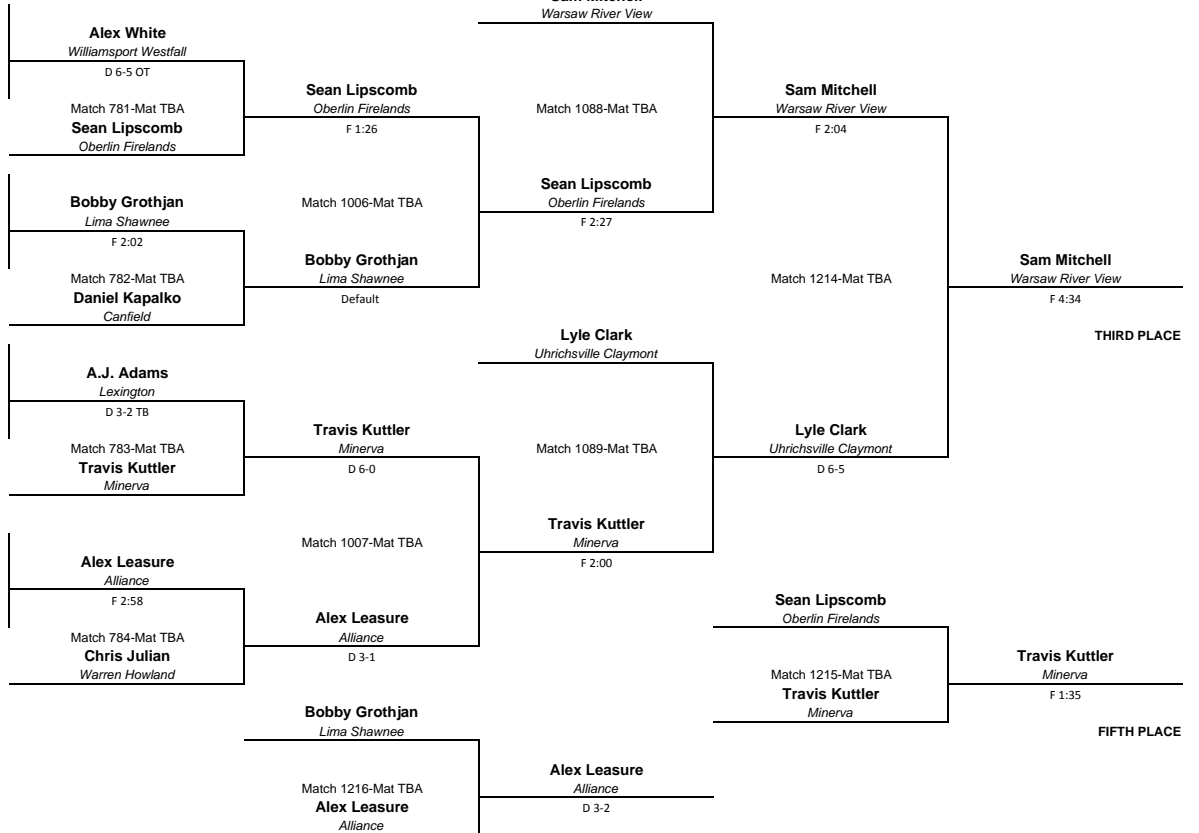 Sam Mitchell
Warsaw River View
Alex White
Williamsport Westfall
D 6-5 OT
Match 781-Mat TBA
Sean Lipscomb
Oberlin Firelands
Sean Lipscomb
Oberlin Firelands
F 1:26
Match 1088-Mat TBA
Sam Mitchell
Warsaw River View
F 2:04
Bobby Grothjan
Lima Shawnee
F 2:02
Match 782-Mat TBA
Daniel Kapalko
Canfield
Match 1006-Mat TBA
Sean Lipscomb
Oberlin Firelands
F 2:27
Bobby Grothjan
Lima Shawnee
Default
Match 1214-Mat TBA
Sam Mitchell
Warsaw River View
F 4:34
THIRD PLACE
Lyle Clark
Uhrichsville Claymont
A.J. Adams
Lexington
D 3-2 TB
Match 783-Mat TBA
Travis Kuttler
Minerva
Travis Kuttler
Minerva
D 6-0
Match 1089-Mat TBA
Lyle Clark
Uhrichsville Claymont
D 6-5
Match 1007-Mat TBA
Travis Kuttler
Minerva
F 2:00
Alex Leasure
Alliance
F 2:58
Match 784-Mat TBA
Chris Julian
Warren Howland
Alex Leasure
Alliance
D 3-1
Sean Lipscomb
Oberlin Firelands
Match 1215-Mat TBA
Travis Kuttler
Minerva
Travis Kuttler
Minerva
F 1:35
FIFTH PLACE
Bobby Grothjan
Lima Shawnee
Match 1216-Mat TBA
Alex Leasure
Alliance
Alex Leasure
Alliance
D 3-2